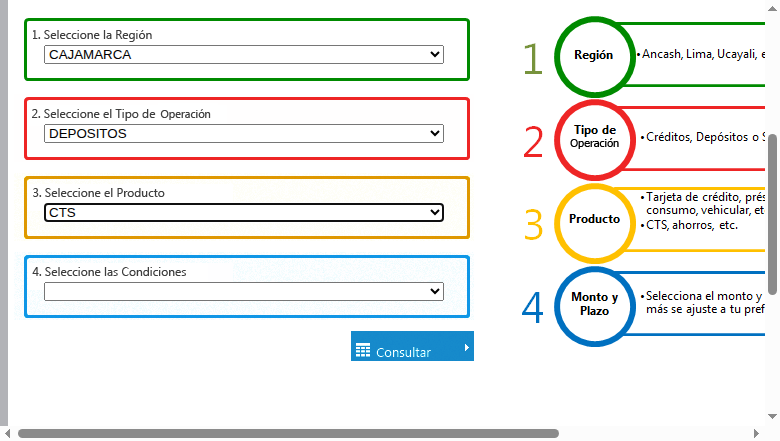 1. Seleccione la Región
CAJAMARCA
2. Seleccione el Tipo de Operación
DEPOSITOS
3. Seleccione el Producto
CTS
4. Seleccione las Condiciones
Consultar
1
Región
• Ancash, Lima, Ucayali, e
2
Tipo de
Operación
• Créditos, Depósitos o S
3
Producto
• Tarjeta de crédito, prés
consumo, vehicular, et
• CTS, ahorros, etc.
4
Monto y
Plazo
• Selecciona el monto y
más se ajuste a tu pref